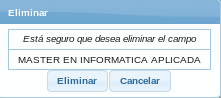 Eliminar
Está seguro que desea eliminar el campo
MASTER EN INFORMATICA APLICADA
Eliminar Cancelar